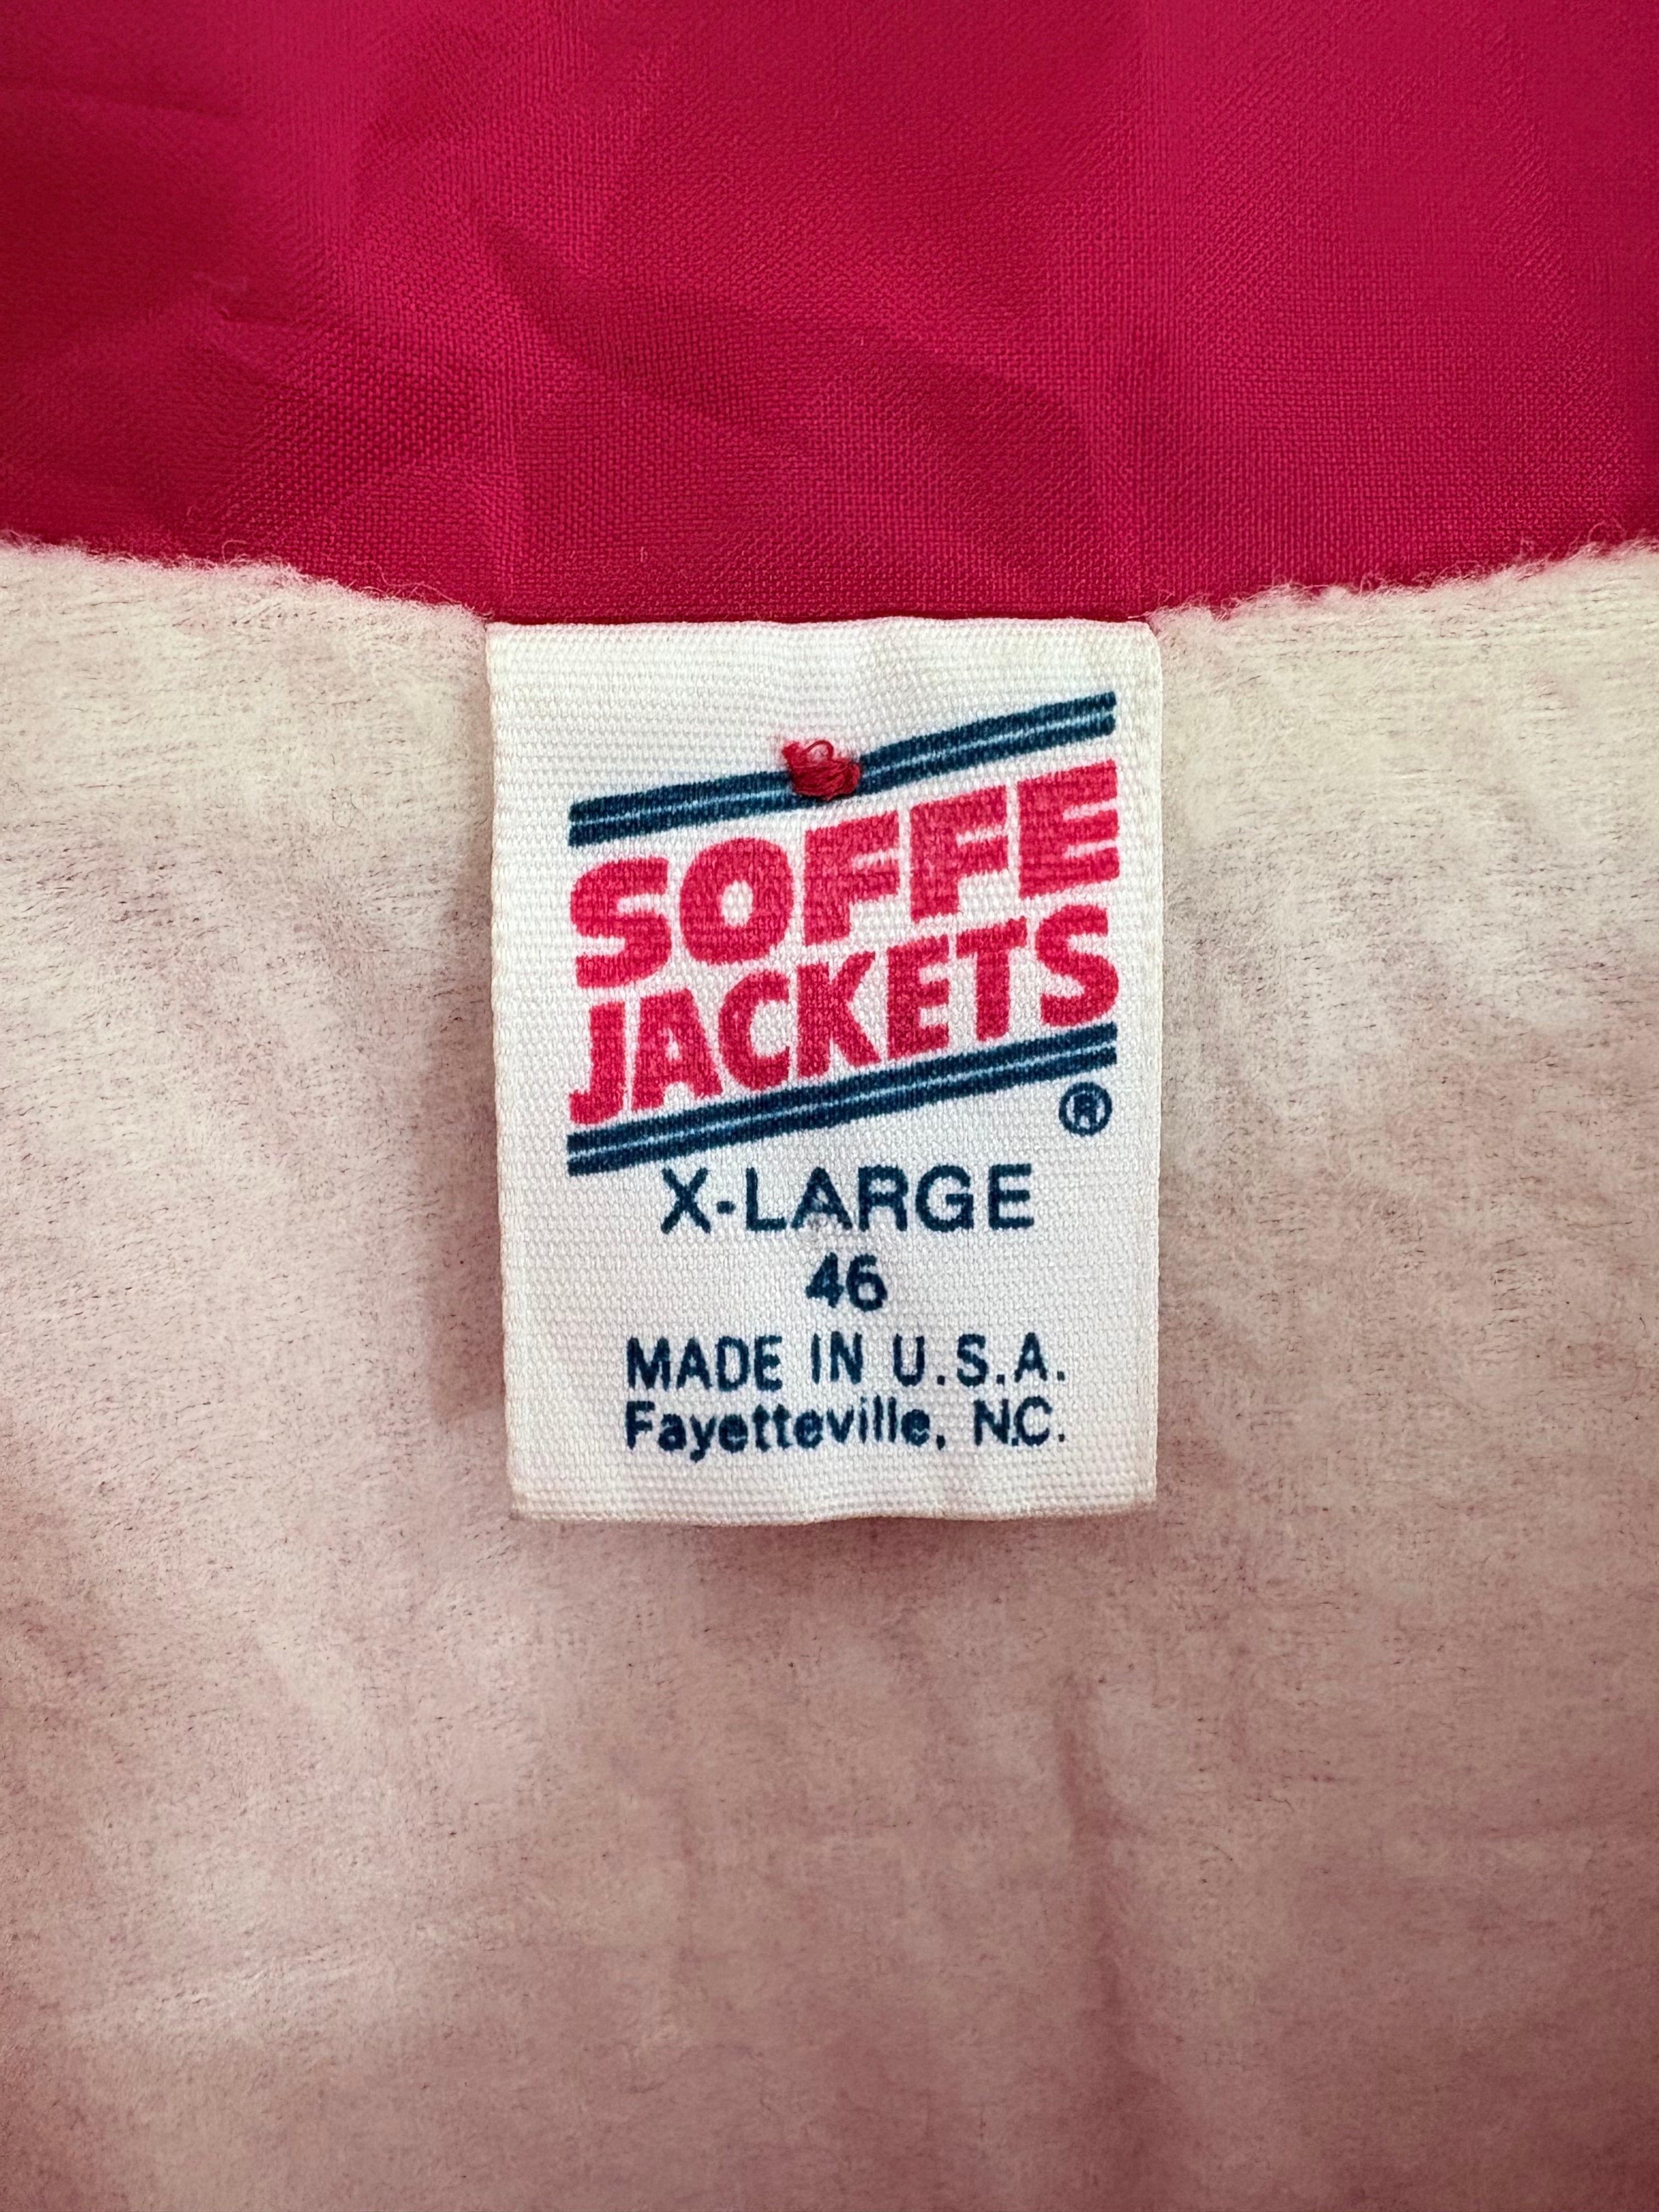 SOFFE
JACKETS
®
X-LARGE
46
MADE IN U.S.A.
Fayetteville, N.C.